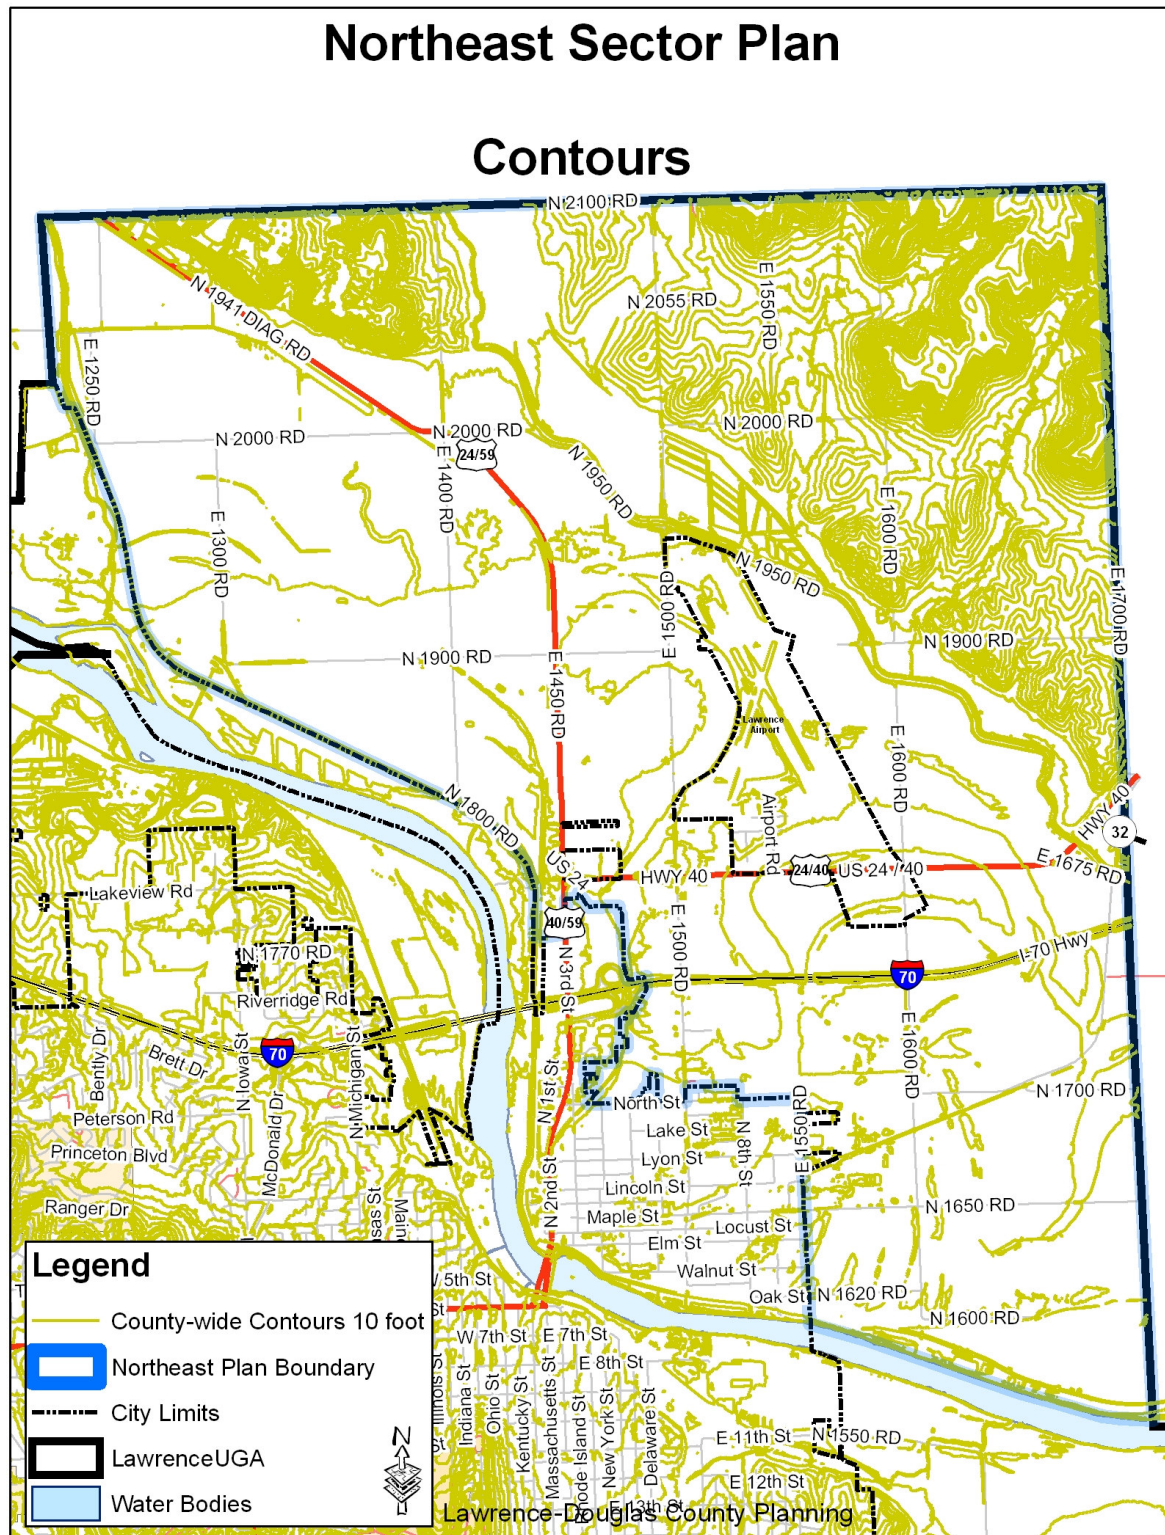 Northeast Sector Plan
Contours
N 2100 RD
N 1941 DIAG RD
N 2055 RD
E 1550 RD
E 1250 RD
N 2000 RD
N 2000 RD
N 2000 RD
24/59
E 1400 RD
N 1950 RD
E 1300 RD
E 1600 RD
N 1950 RD
E 1500 RD
E 1700 RD
N 1900 RD
N 1900 RD
E 1450 RD
Lawrence
Airport
E 1600 RD
N 1800 RD
Airport Rd
HWY 40
32
US 24
HWY 40
24/40
US 24 / 40
E 1675 RD
Lakeview Rd
40/59
E 1500 RD
N 1770 RD
N 3rd St
I-70 Hwy
70
Riverridge Rd
Bently Dr
Brett Dr
70
N Iowa St
N Michigan St
E 1600 RD
N 1st St
N 1700 RD
McDonald Dr
North St
Peterson Rd
Lake St
N 8th St
E 1550 RD
Princeton Blvd
Lyon St
Lincoln St
Ranger Dr
N 2nd St
Maple St
Locust St
N 1650 RD
Elm St
Walnut St
Oak St
N 1620 RD
N 1600 RD
W 7th St
E 7th St
E 8th St
Indiana St
Ohio St
Kentucky St
Massachusetts St
New York St
Delaware St
E 11th St
N 1550 RD
E 12th St
E 13th St
Legend
County-wide Contours 10 foot
Northeast Plan Boundary
City Limits
LawrenceUGA
Water Bodies
N
Lawrence-Douglas County Planning